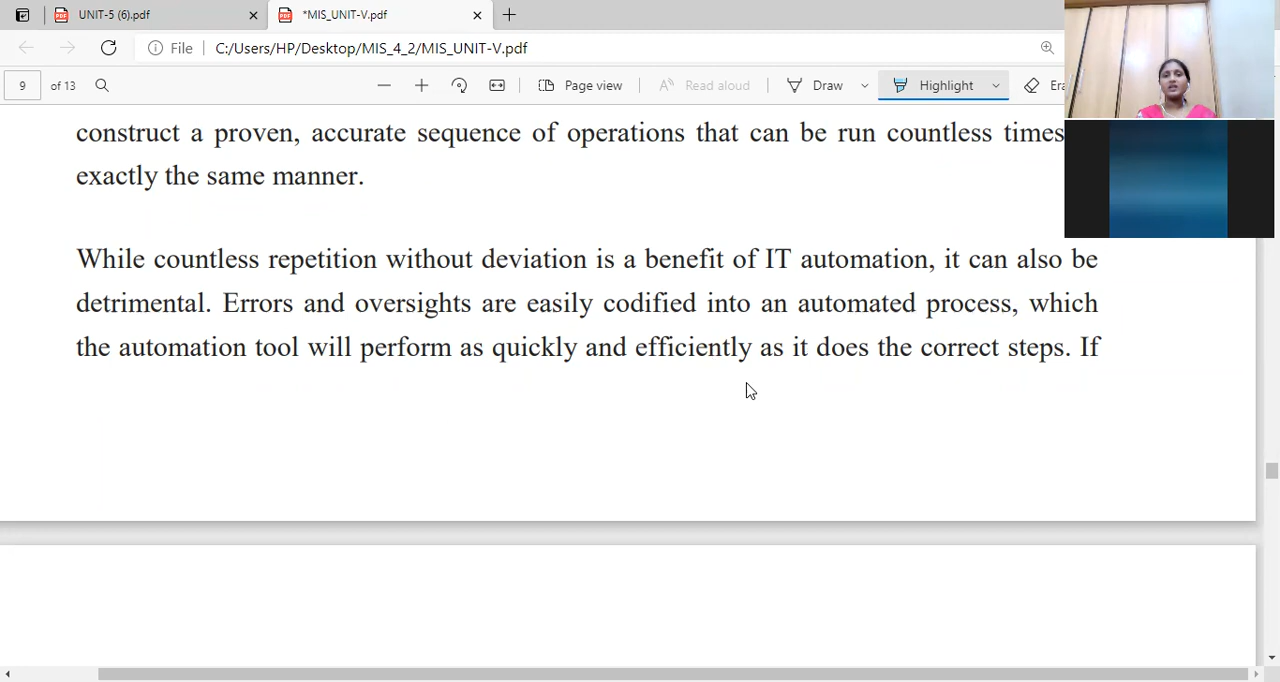 UNIT-5 (6).pdf
*MIS_UNIT-V.pdf
File
C:/Users/HP/Desktop/MIS_4_2/MIS_UNIT-V.pdf
9 of 13
Page view
Read aloud
Draw
Highlight
construct a proven, accurate sequence of operations that can be run countless times
exactly the same manner.
While countless repetition without deviation is a benefit of IT automation, it can also be
detrimental. Errors and oversights are easily codified into an automated process, which
the automation tool will perform as quickly and efficiently as it does the correct steps. If